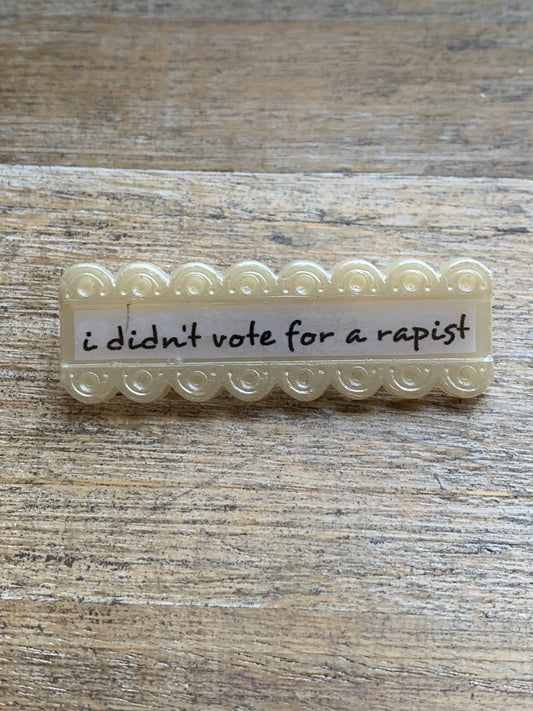 i didn't vote for a rapist